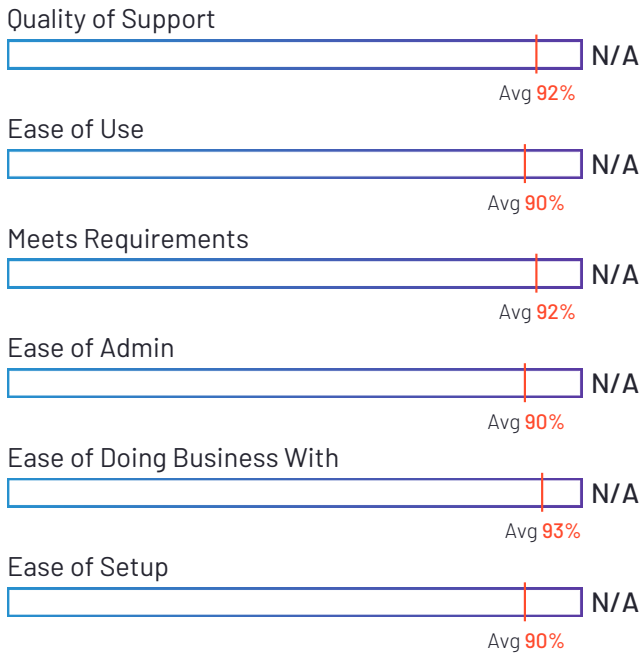 Quality of Support
N/A
Avg 92%
Ease of Use
N/A
Avg 90%
Meets Requirements
N/A
Avg 92%
Ease of Admin
N/A
Avg 90%
Ease of Doing Business With
N/A
Avg 93%
Ease of Setup
N/A
Avg 90%